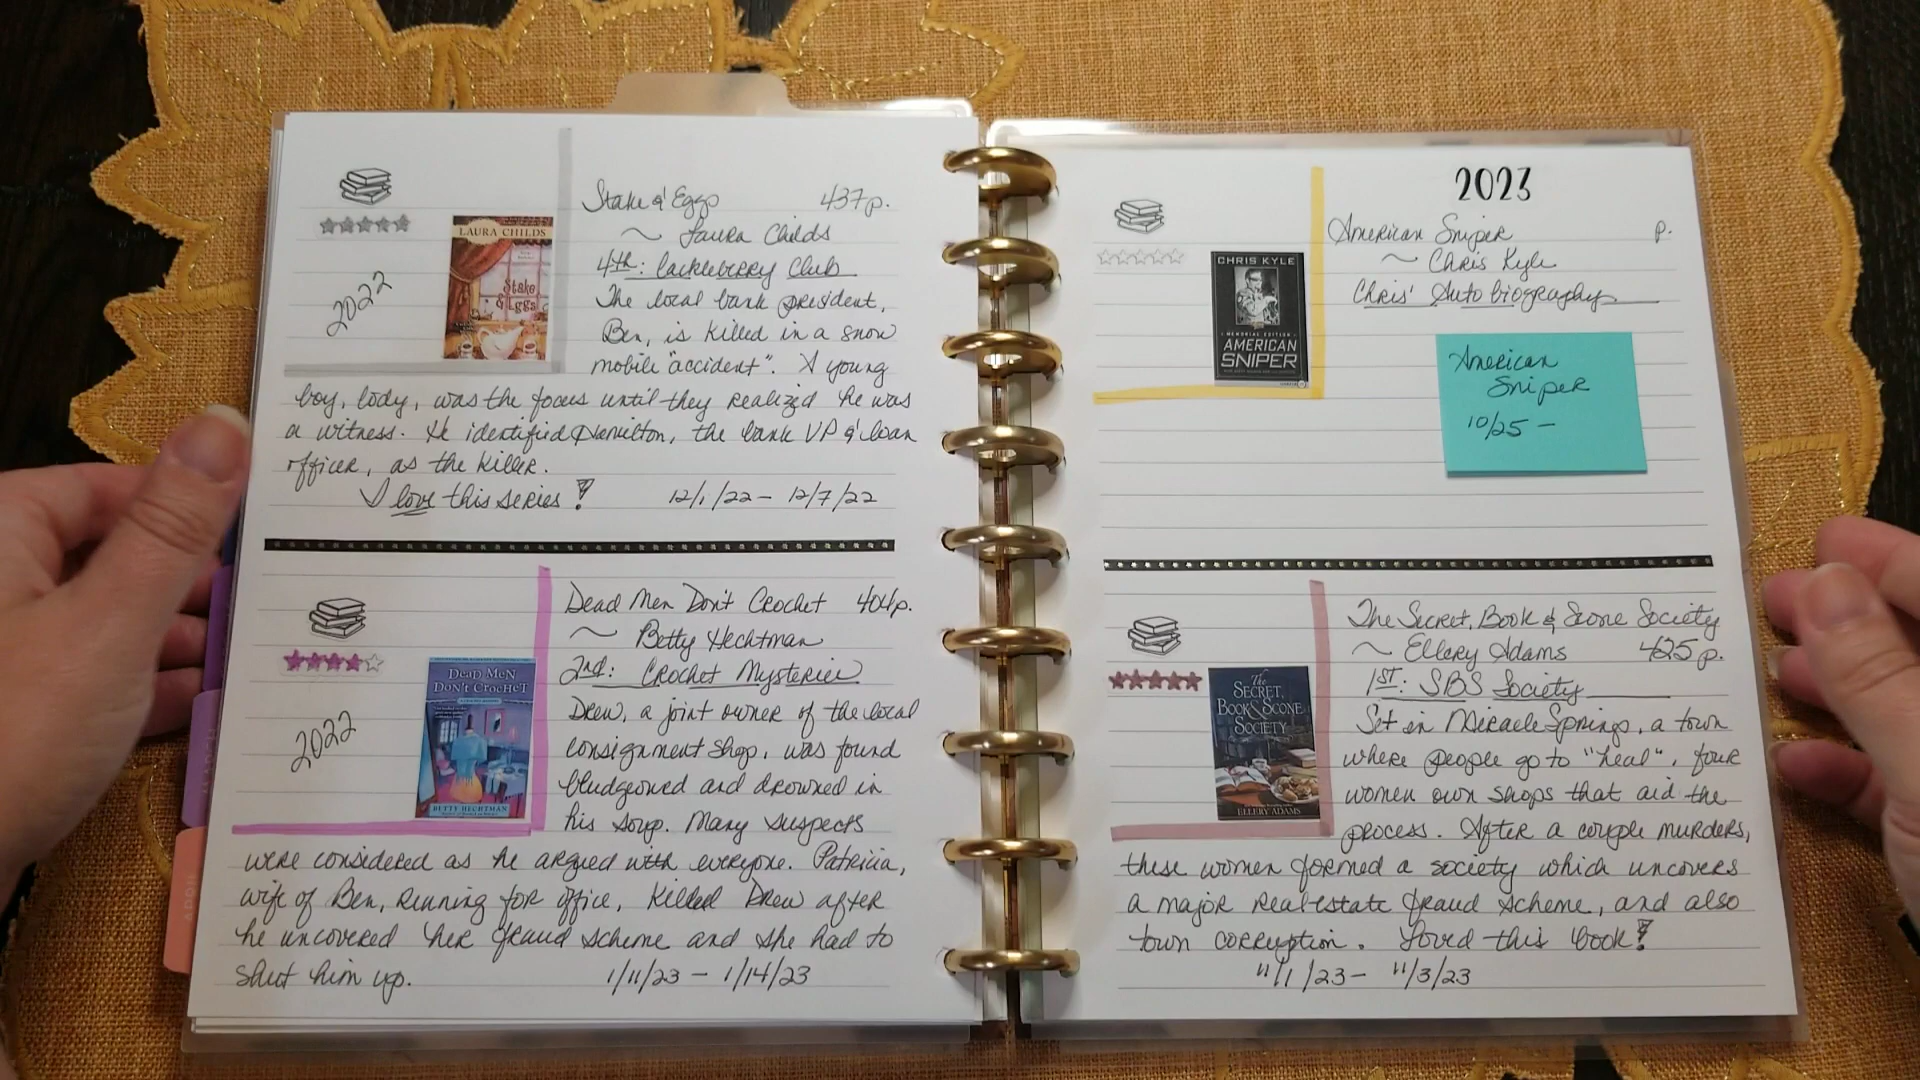 Stake & Eggs 437p.
~ Laura Childs
4th: Cackleberry Club
The local bank president,
Ben, is killed in a snow
mobile "accident". A young
boy, Cody, was the focus until they realized he was
a witness. He identified Hamilton, the bank VP & loan
officer, as the killer.
I love this series!
12/1/22 - 12/7/22
2022
LAURA CHILDS
Stake
& Eggs
Dead Men Don't Crochet 404p.
~ Betty Hechtman
2nd: Crochet Mysteries
Drew, a joint owner of the local
consignment shop, was found
bludgeoned and drowned in
his soup. Many suspects
were considered as he argued with everyone. Patricia,
wife of Ben, running for office, killed Drew after
he uncovered her fraud scheme and she had to
shut him up.
1/11/23 - 1/14/23
2022
Dead Men
Don't Crochet
BETTY HECHTMAN
APRIL
2023
American Sniper p.
~ Chris Kyle
Chris' Autobiography
CHRIS KYLE
MEMORIAL EDITION
AMERICAN
SNIPER
American
Sniper
10/25 -
The Secret, Book & Scone Society
~ Ellery Adams 425p.
1st: SBS Society
Set in Miracle Springs, a town
where people go to "heal", four
women own shops that aid the
process. After a couple murders,
these women formed a society which uncovers
a major real estate fraud scheme, and also
town corruption. Loved this book!
11/1/23 - 11/3/23
The
SECRET,
BOOK & SCONE
SOCIETY
ELLERY ADAMS